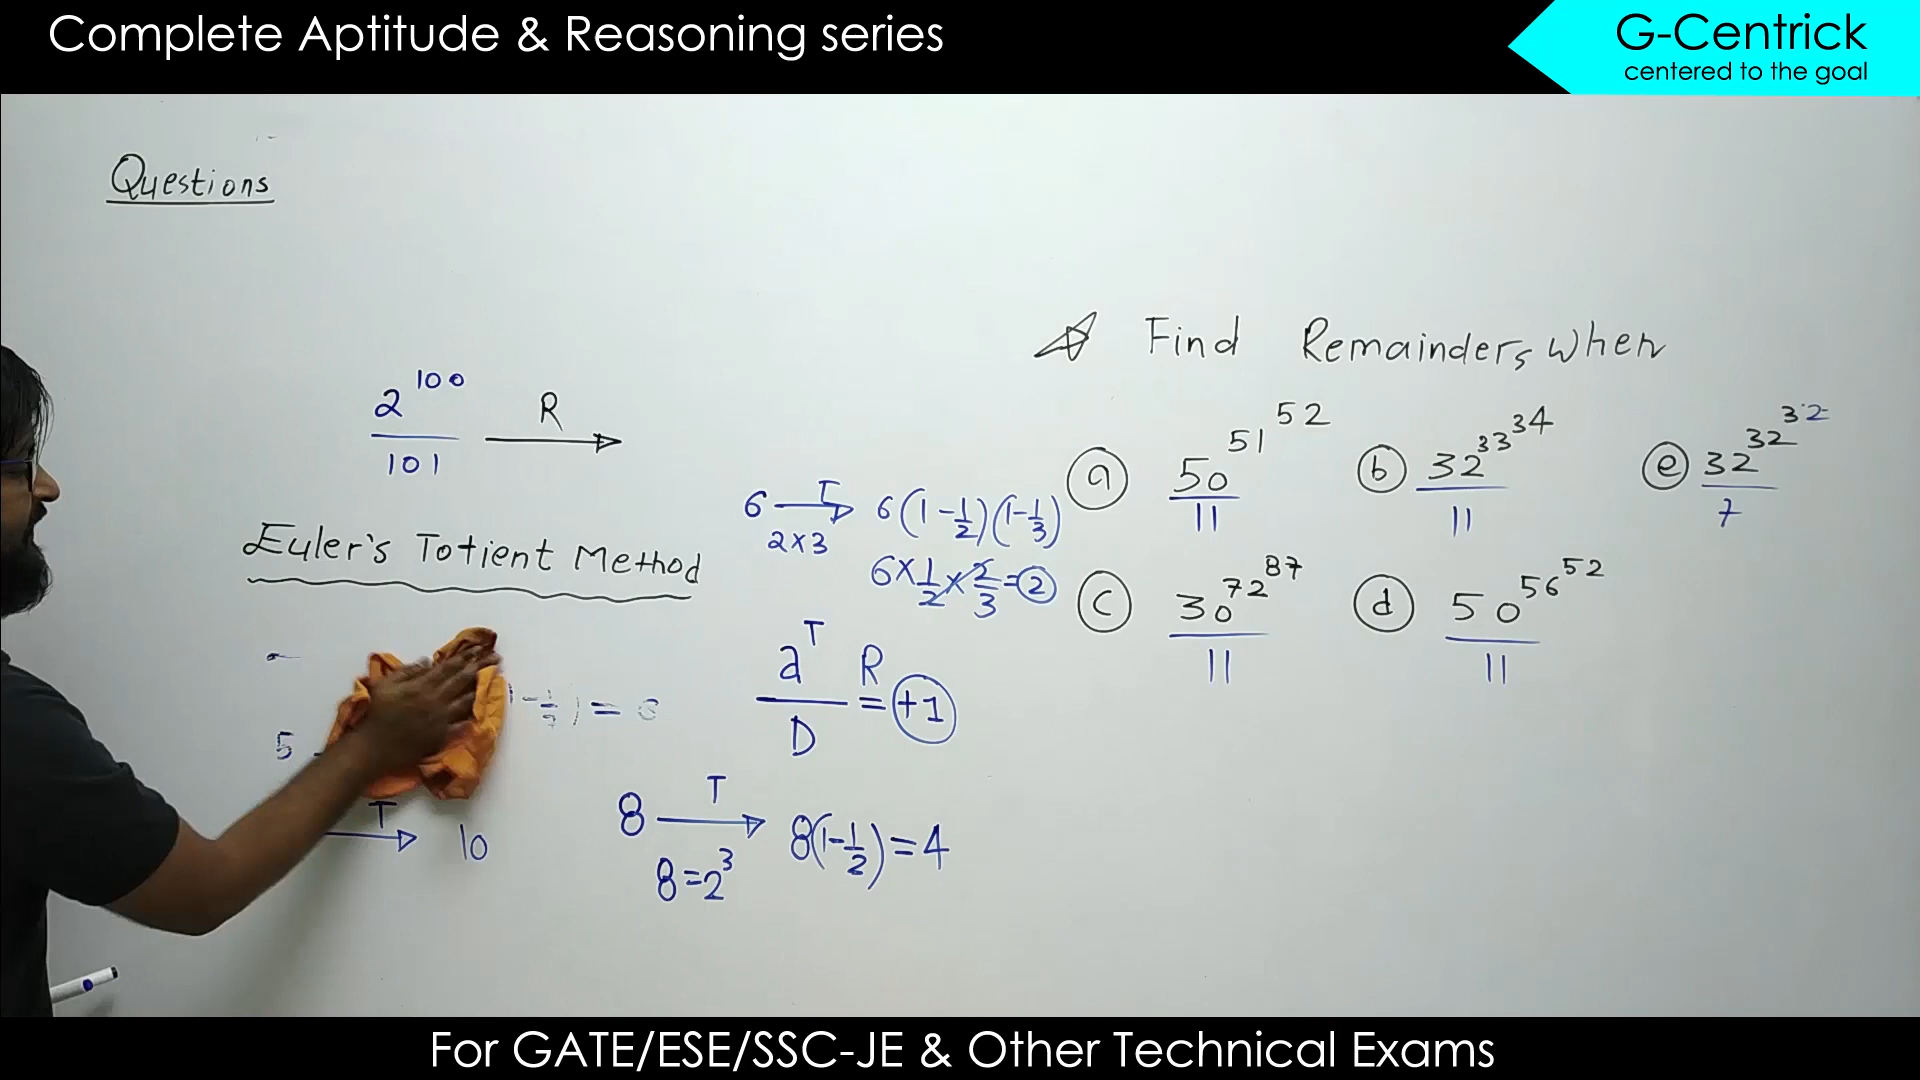 Complete Aptitude & Reasoning series
G-Centrick
centered to the goal
Questions
2^100 / 101 R
Euler's Totient Method
5
T 10
6 T 6(1-1/2)(1-1/3)
2×3
6×1/2×2/3=2
a^T / D R = +1
8 T 8(1-1/2)=4
8=2^3
Find Remainders, when
a 50^51^52 / 11
b 32^33^34 / 11
e 32^32^32 / 7
c 30^72^87 / 11
d 50^56^52 / 11
For GATE/ESE/SSC-JE & Other Technical Exams